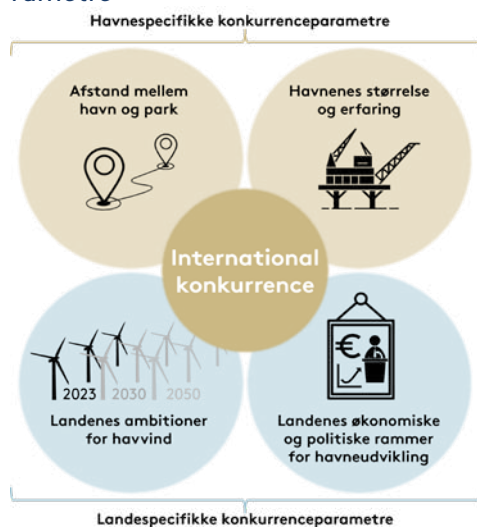 Havnespecifikke konkurrenceparametre
Afstand mellem
havn og park
Havnenes størrelse
og erfaring
International
konkurrence
€
2023 2030 2050
Landenes ambitioner
for havvind
Landenes økonomiske
og politiske rammer
for havneudvikling
Landespecifikke konkurrenceparametre